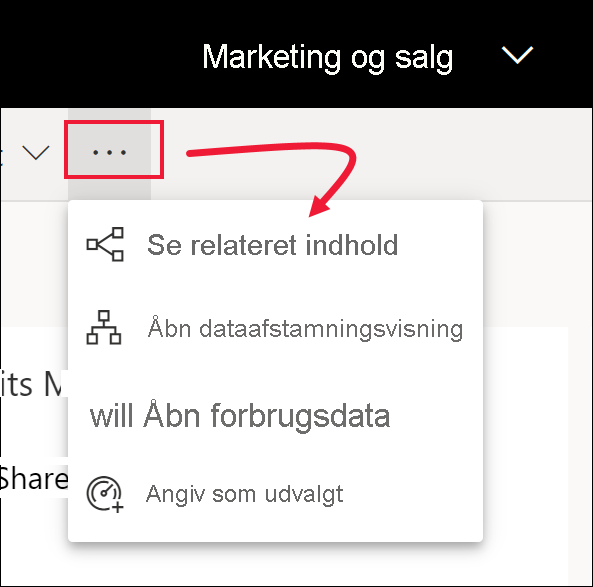 Marketing og salg
...
Se relateret indhold
Åbn dataafstamningsvisning
its M
will Åbn forbrugsdata
Share
Angiv som udvalgt